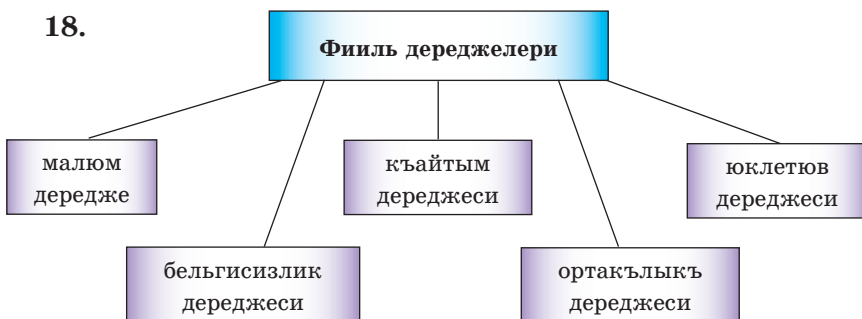 18.
Фииль дереджелери
малюм
дередже
къайтым
дереджеси
юклетюв
дереджеси
бельгисизлик
дереджеси
ортакълыкъ
дереджеси